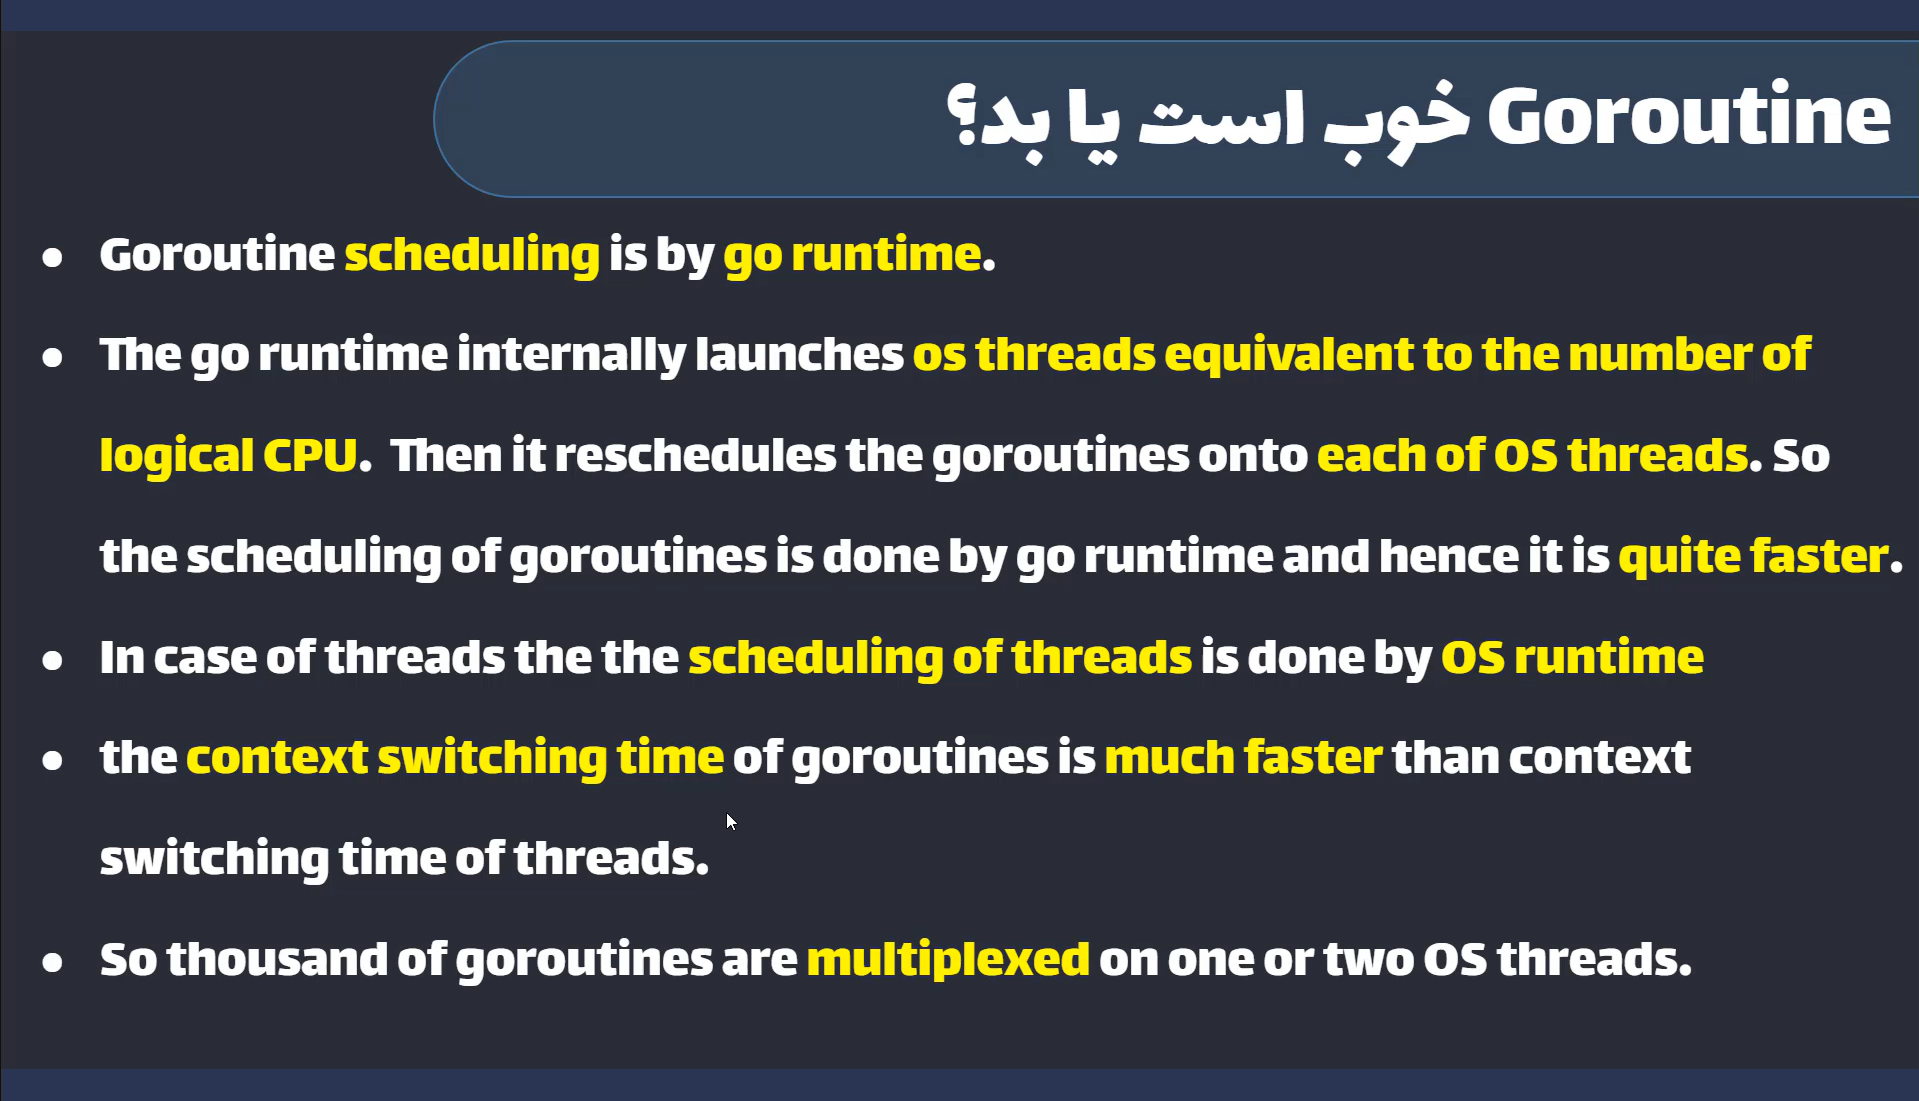 Goroutine خوب است یا بد؟
● Goroutine scheduling is by go runtime.
● The go runtime internally launches os threads equivalent to the number of
logical CPU. Then it reschedules the goroutines onto each of OS threads. So
the scheduling of goroutines is done by go runtime and hence it is quite faster.
● In case of threads the the scheduling of threads is done by OS runtime
● the context switching time of goroutines is much faster than context
switching time of threads.
● So thousand of goroutines are multiplexed on one or two OS threads.